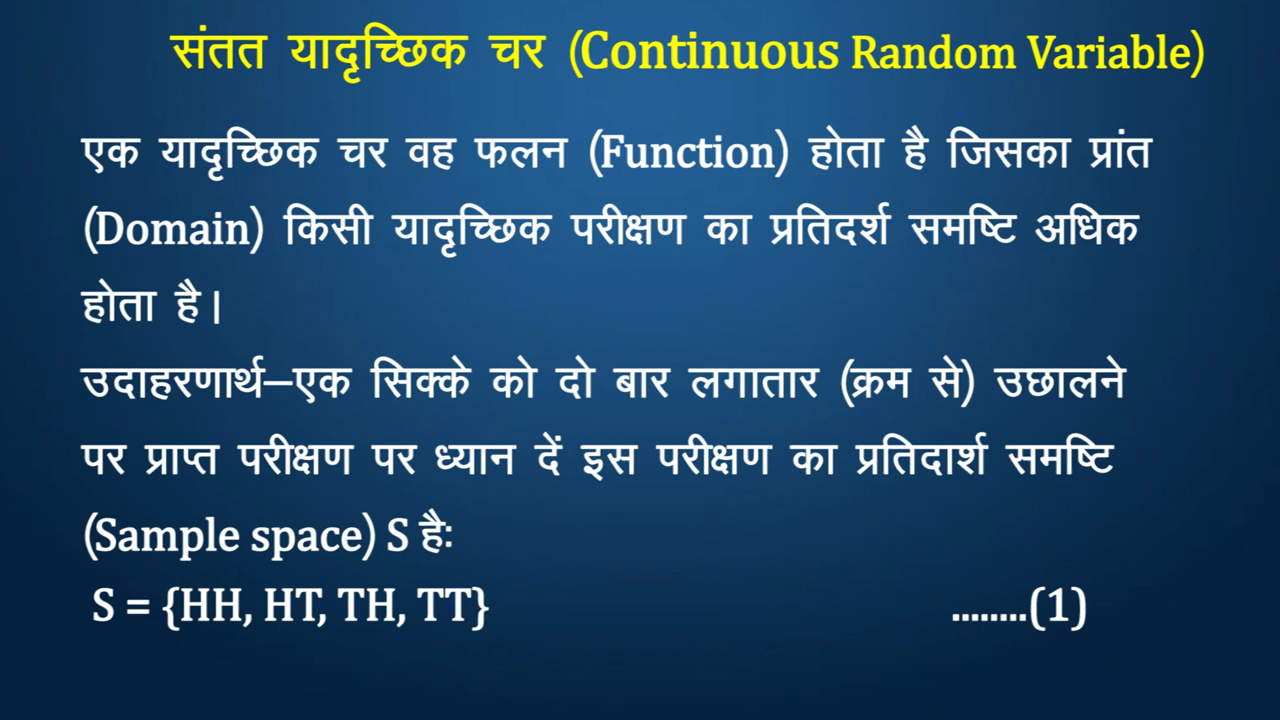 संतत यादृच्छिक चर (Continuous Random Variable)
एक यादृच्छिक चर वह फलन (Function) होता है जिसका प्रांत
(Domain) किसी यादृच्छिक परीक्षण का प्रतिदर्श समष्टि अधिक
होता है।
उदाहरणार्थ–एक सिक्के को दो बार लगातार (क्रम से) उछालने
पर प्राप्त परीक्षण पर ध्यान दें इस परीक्षण का प्रतिदार्श समष्टि
(Sample space) S हैः
S = {HH, HT, TH, TT} ........(1)